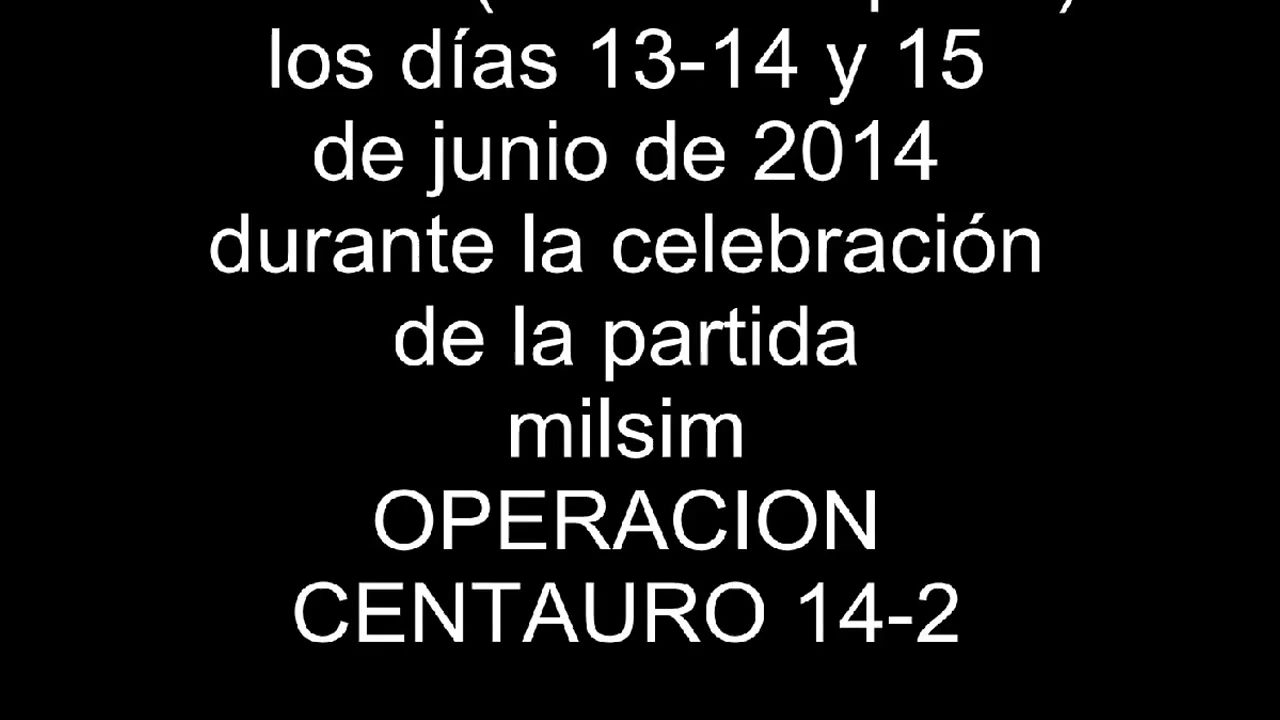 los días 13-14 y 15
de junio de 2014
durante la celebración
de la partida
milsim
OPERACION
CENTAURO 14-2